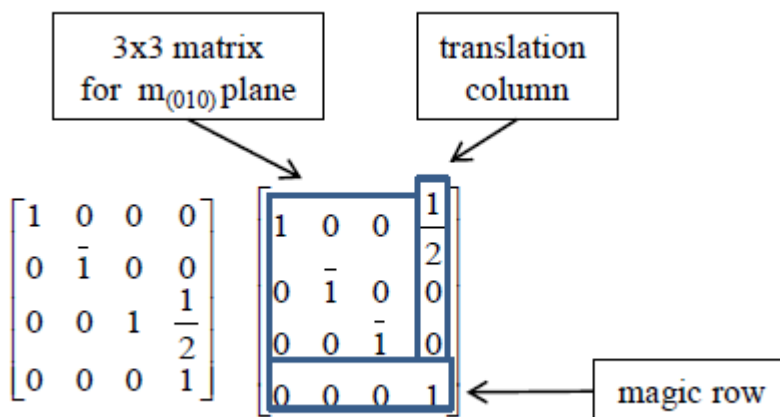 3x3 matrix
for m(010) plane
translation
column
1 0 0 0
0 1̄ 0 0
0 0 1 1/2
0 0 0 1
1 0 0 1/2
0 1̄ 0 0
0 0 1̄ 0
0 0 0 1
magic row